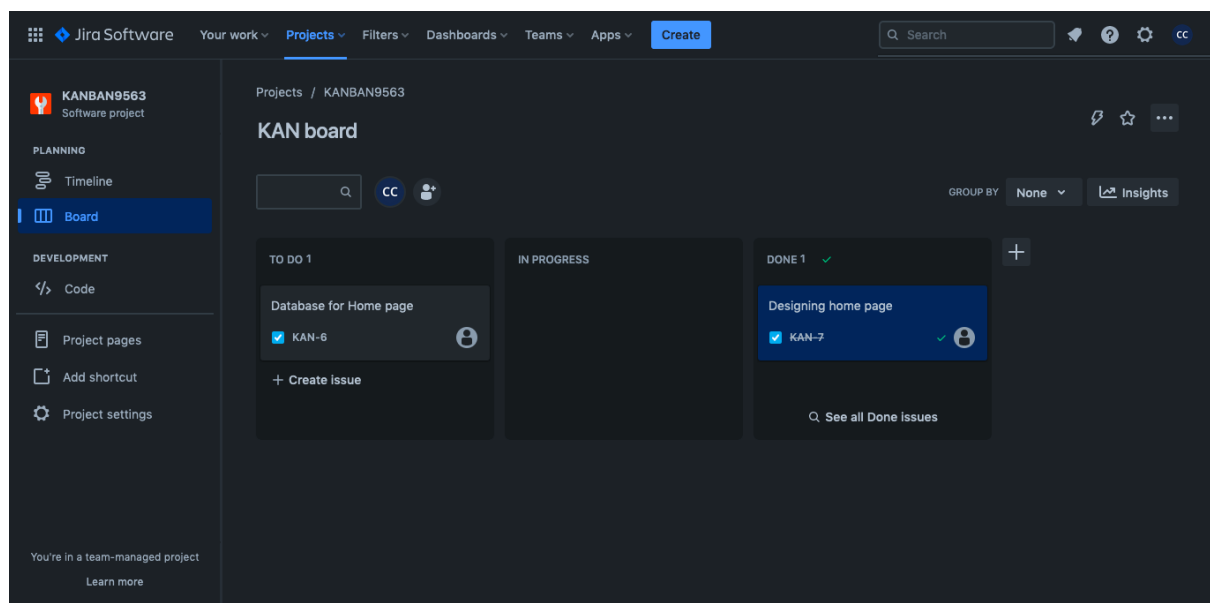 Jira Software Your work Projects Filters Dashboards Teams Apps Create Search CC
KANBAN9563
Software project
PLANNING
Timeline
Board
DEVELOPMENT
Code
Project pages
Add shortcut
Project settings
You're in a team-managed project
Learn more
Projects / KANBAN9563
KAN board
CC
GROUP BY None Insights
TO DO 1
Database for Home page
KAN-6
+ Create issue
IN PROGRESS
DONE 1
Designing home page
KAN-7
See all Done issues